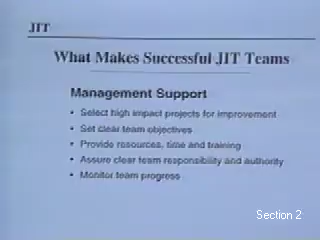 JIT
What Makes Successful JIT Teams
Management Support
• Select high impact projects for improvement
• Set clear team objectives
• Provide resources, time and training
• Assure clear team responsibility and authority
• Monitor team progress
Section 2